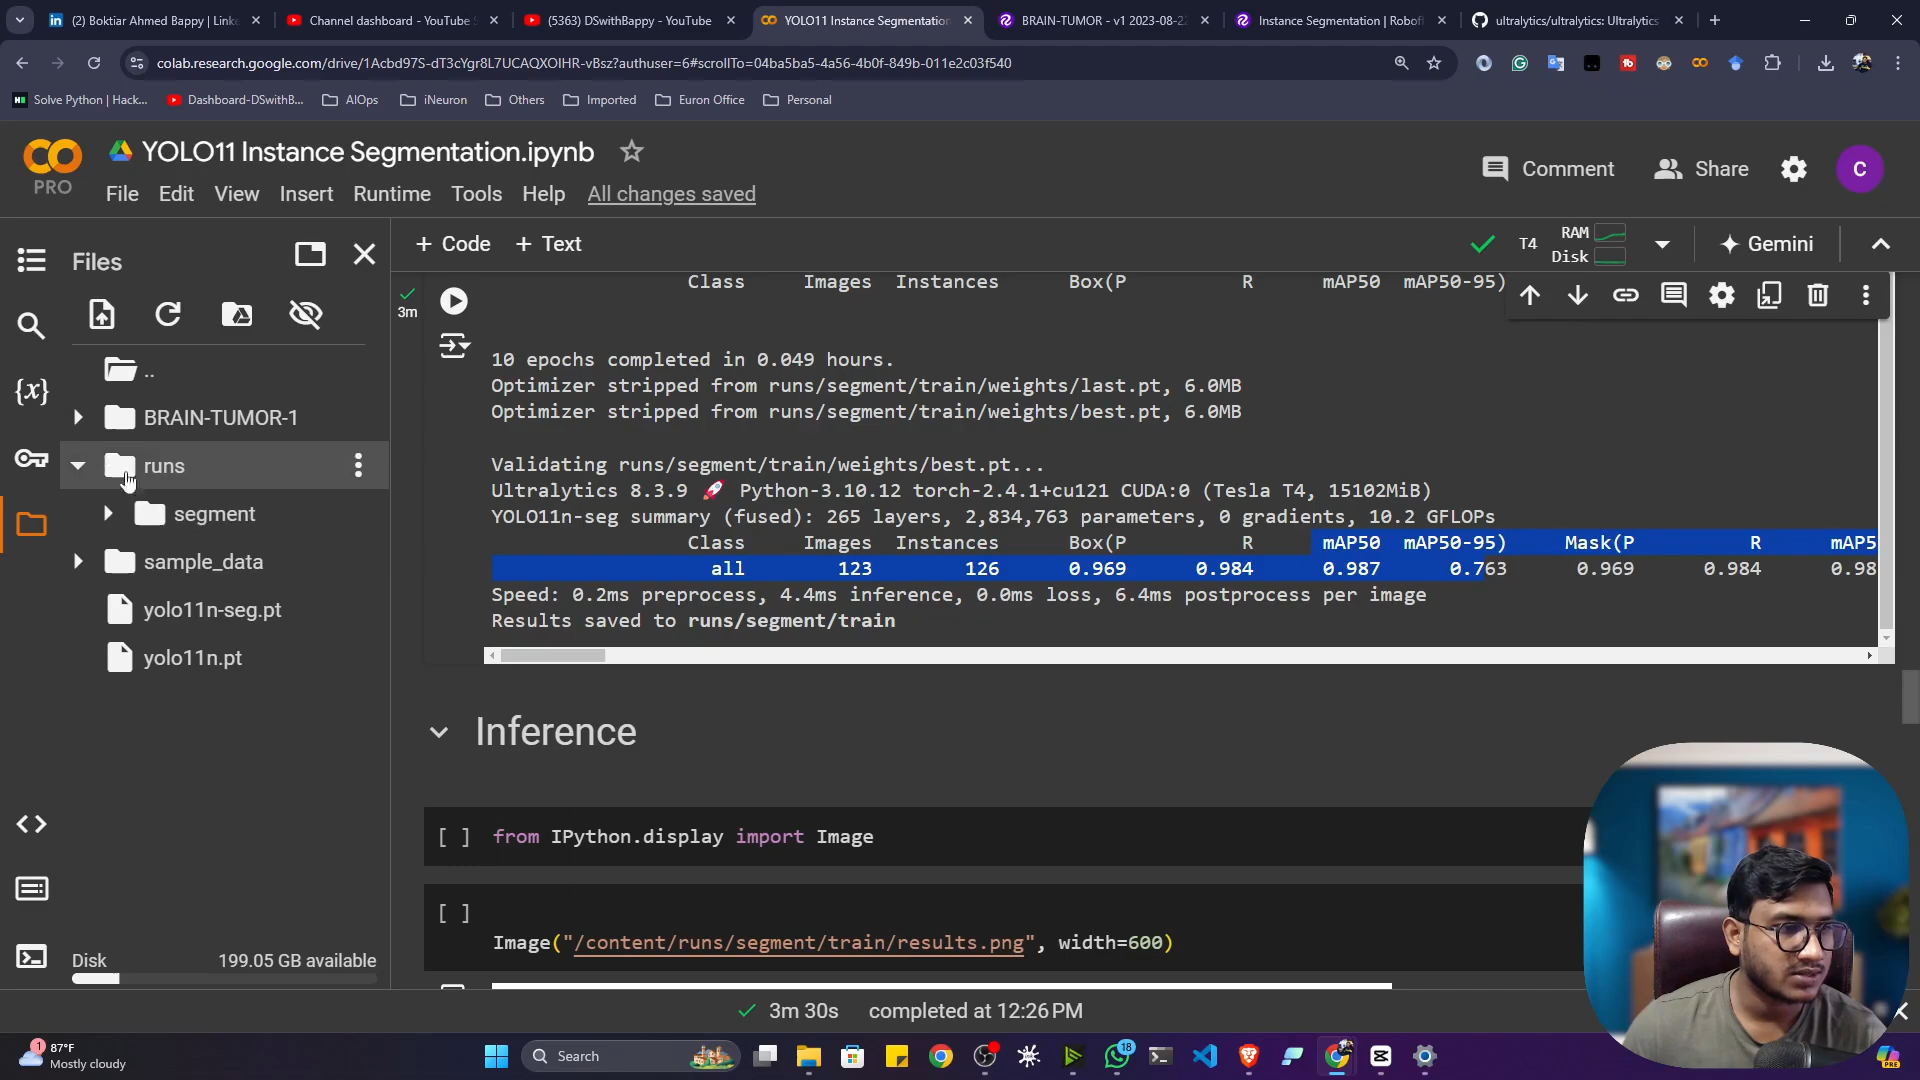 (2) Boktiar Ahmed Bappy | Linke
Channel dashboard - YouTube S
(5363) DSwithBappy - YouTube
YOLO11 Instance Segmentation
BRAIN-TUMOR - v1 2023-08-22
Instance Segmentation | Robofl
ultralytics/ultralytics: Ultralytics
colab.research.google.com/drive/1Acbd97S-dT3cYgr8L7UCAQXOIHR-vBsz?authuser=6#scrollTo=04ba5ba5-4a56-4b0f-849b-011e2c03f540
Solve Python | Hack...
Dashboard-DSwithB...
AIOps
iNeuron
Others
Imported
Euron Office
Personal
PRO
YOLO11 Instance Segmentation.ipynb
File Edit View Insert Runtime Tools Help All changes saved
Comment
Share
C
Files
+ Code + Text
T4
RAM
Disk
Gemini
..
BRAIN-TUMOR-1
runs
segment
sample_data
yolo11n-seg.pt
yolo11n.pt
Disk 199.05 GB available
3m
Class Images Instances Box(P R mAP50 mAP50-95)
10 epochs completed in 0.049 hours.
Optimizer stripped from runs/segment/train/weights/last.pt, 6.0MB
Optimizer stripped from runs/segment/train/weights/best.pt, 6.0MB
Validating runs/segment/train/weights/best.pt...
Ultralytics 8.3.9 🚀 Python-3.10.12 torch-2.4.1+cu121 CUDA:0 (Tesla T4, 15102MiB)
YOLO11n-seg summary (fused): 265 layers, 2,834,763 parameters, 0 gradients, 10.2 GFLOPs
Class Images Instances Box(P R mAP50 mAP50-95) Mask(P R mAP5
all 123 126 0.969 0.984 0.987 0.763 0.969 0.984 0.98
Speed: 0.2ms preprocess, 4.4ms inference, 0.0ms loss, 6.4ms postprocess per image
Results saved to runs/segment/train
Inference
[ ] from IPython.display import Image
[ ]
Image("/content/runs/segment/train/results.png", width=600)
3m 30s completed at 12:26 PM
1
87°F
Mostly cloudy
Search
18
PRE